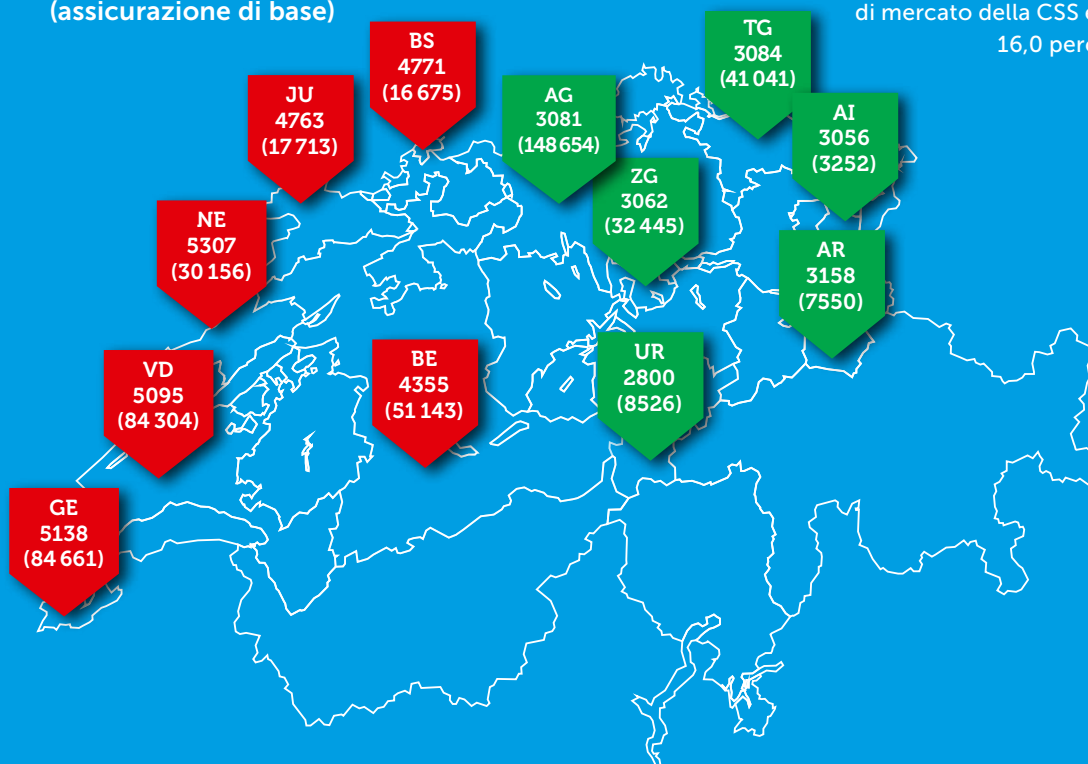 (assicurazione di base)
di mercato della CSS
16,0
BS
4771
(16 675)
TG
3084
(41 041)
JU
4763
(17 713)
AG
3081
(148 654)
AI
3056
(3252)
ZG
3062
(32 445)
NE
5307
(30 156)
AR
3158
(7550)
VD
5095
(84 304)
BE
4355
(51 143)
UR
2800
(8526)
GE
5138
(84 661)